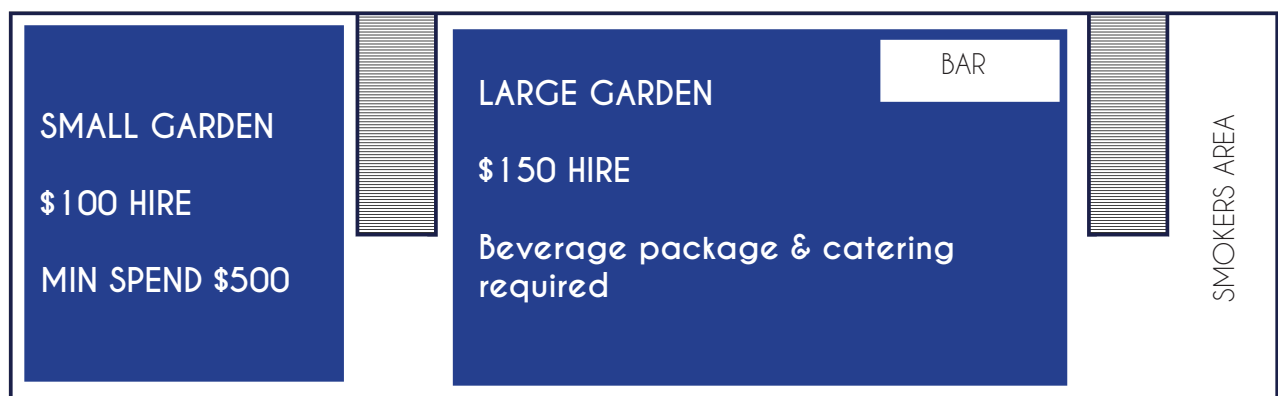 SMALL GARDEN
$100 HIRE
MIN SPEND $500
LARGE GARDEN
$150 HIRE
Beverage package & catering
required
BAR
SMOKERS AREA